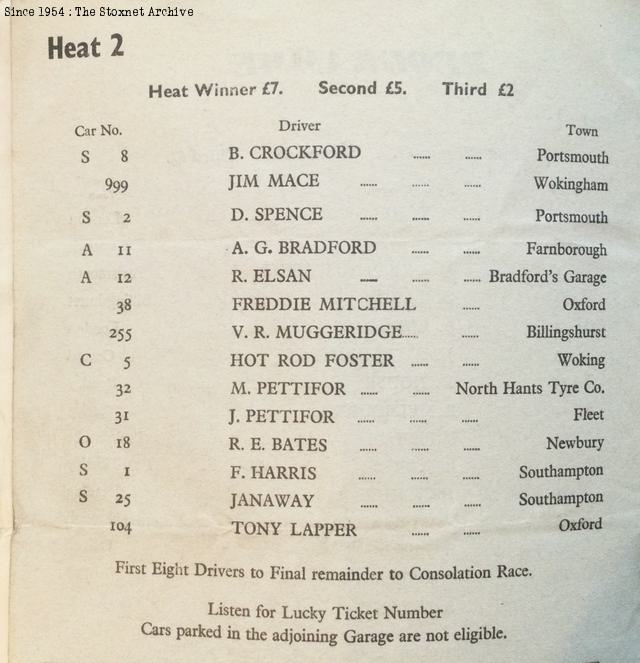 Since 1954 : The Stoxnet Archive
Heat 2
Heat Winner £7. Second £5. Third £2
Car No. Driver Town
S 8 B. CROCKFORD ...... ...... Portsmouth
999 JIM MACE ...... ...... ...... Wokingham
S 2 D. SPENCE ...... ...... ...... Portsmouth
A 11 A. G. BRADFORD ...... ...... Farnborough
A 12 R. ELSAN ...... ...... ...... Bradford's Garage
38 FREDDIE MITCHELL ...... Oxford
255 V. R. MUGGERIDGE...... ...... Billingshurst
C 5 HOT ROD FOSTER ...... ...... Woking
32 M. PETTIFOR ...... ...... North Hants Tyre Co.
31 J. PETTIFOR ...... ...... ...... Fleet
O 18 R. E. BATES ...... ...... ...... Newbury
S 1 F. HARRIS ...... ...... ...... Southampton
S 25 JANAWAY ...... ...... ...... Southampton
104 TONY LAPPER ...... ...... Oxford
First Eight Drivers to Final remainder to Consolation Race.
Listen for Lucky Ticket Number
Cars parked in the adjoining Garage are not eligible.